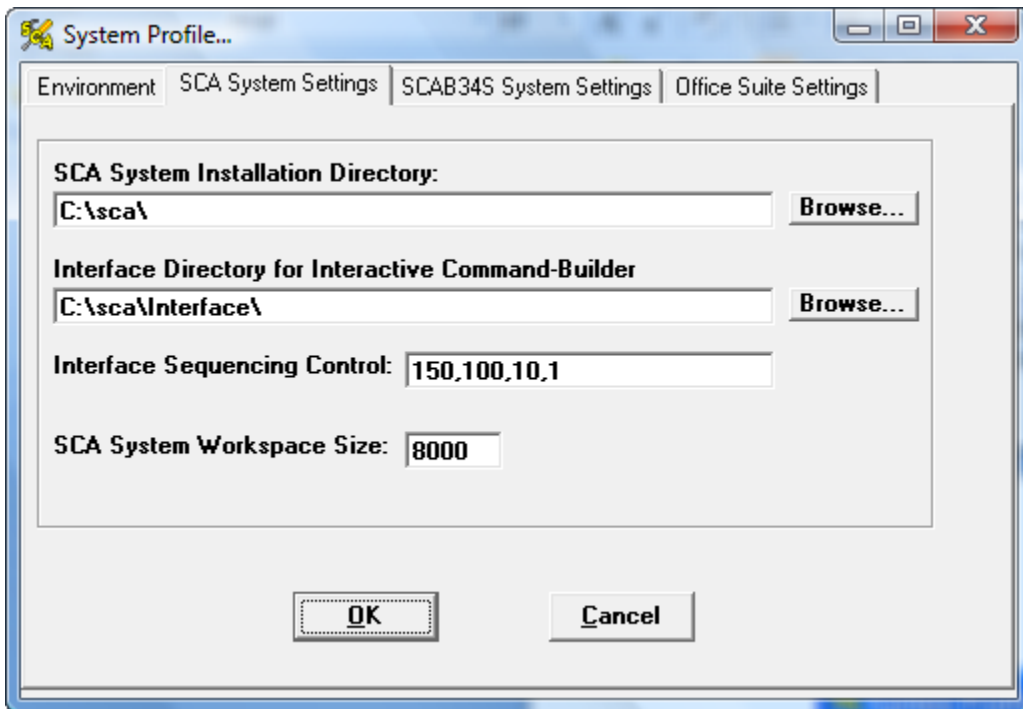 System Profile...
Environment SCA System Settings SCAB34S System Settings Office Suite Settings
SCA System Installation Directory:
C:\sca\ Browse...
Interface Directory for Interactive Command-Builder
C:\sca\Interface\ Browse...
Interface Sequencing Control: 150,100,10,1
SCA System Workspace Size: 8000
OK Cancel